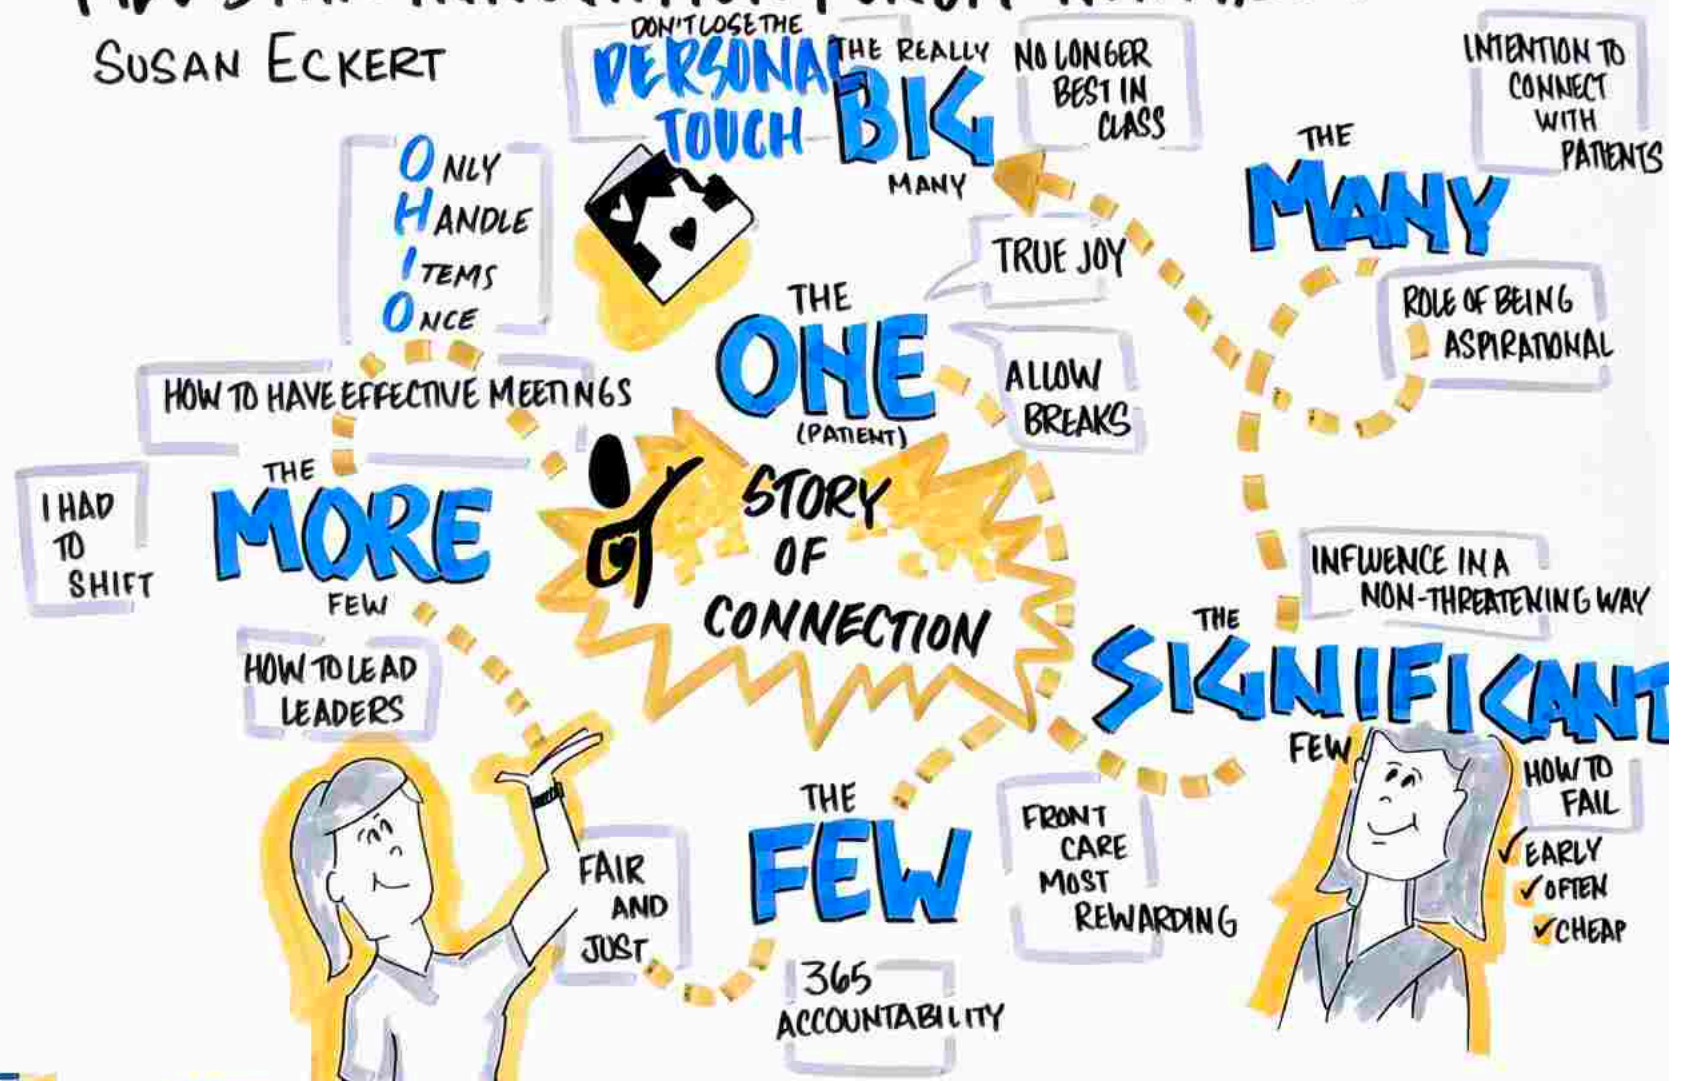 SUSAN ECKERT
DON'T LOSE THE
PERSONAL
TOUCH
THE REALLY
BIG
MANY
NO LONGER
BEST IN
CLASS
INTENTION TO
CONNECT
WITH
PATIENTS
THE
MANY
ROLE OF BEING
ASPIRATIONAL
ONLY
HANDLE
ITEMS
ONCE
TRUE JOY
THE
ONE
(PATIENT)
ALLOW
BREAKS
HOW TO HAVE EFFECTIVE MEETINGS
THE
MORE
FEW
I HAD
TO
SHIFT
STORY
OF
CONNECTION
HOW TO LEAD
LEADERS
INFLUENCE IN A
NON-THREATENING WAY
THE
SIGNIFICANT
FEW
HOW TO
FAIL
✓ EARLY
✓ OFTEN
✓ CHEAP
THE
FEW
FRONT
CARE
MOST
REWARDING
FAIR
AND
JUST
365
ACCOUNTABILITY